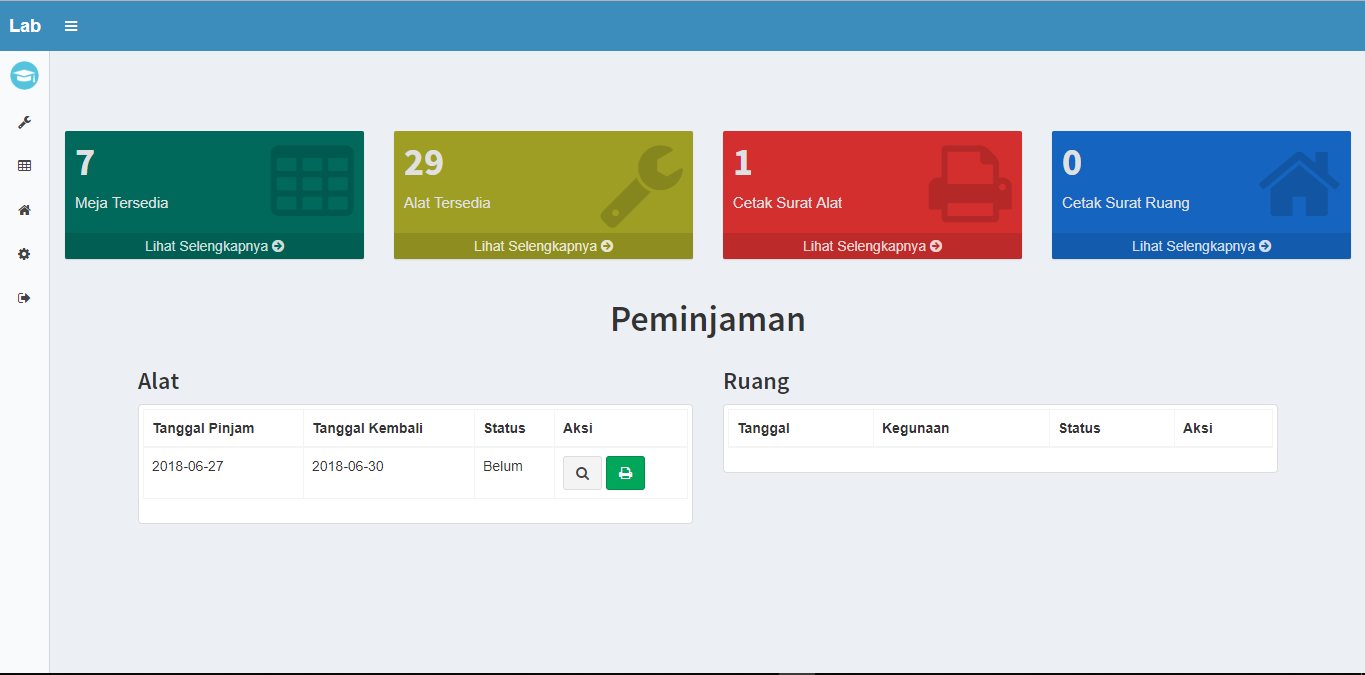 Lab
7
Meja Tersedia
Lihat Selengkapnya
29
Alat Tersedia
Lihat Selengkapnya
1
Cetak Surat Alat
Lihat Selengkapnya
0
Cetak Surat Ruang
Lihat Selengkapnya
Peminjaman
Alat
Tanggal Pinjam Tanggal Kembali Status Aksi
2018-06-27 2018-06-30 Belum
Ruang
Tanggal Kegunaan Status Aksi